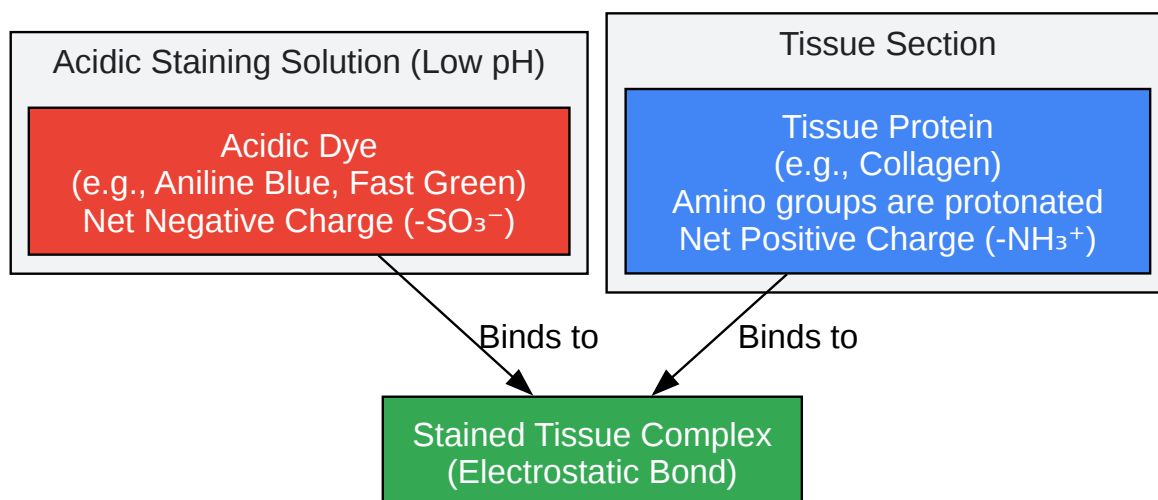 Acidic Staining Solution (Low pH)
Acidic Dye
(e.g., Aniline Blue, Fast Green)
Net Negative Charge (-SO₃⁻)
Tissue Section
Tissue Protein
(e.g., Collagen)
Amino groups are protonated
Net Positive Charge (-NH₃⁺)
Binds to
Binds to
Stained Tissue Complex
(Electrostatic Bond)